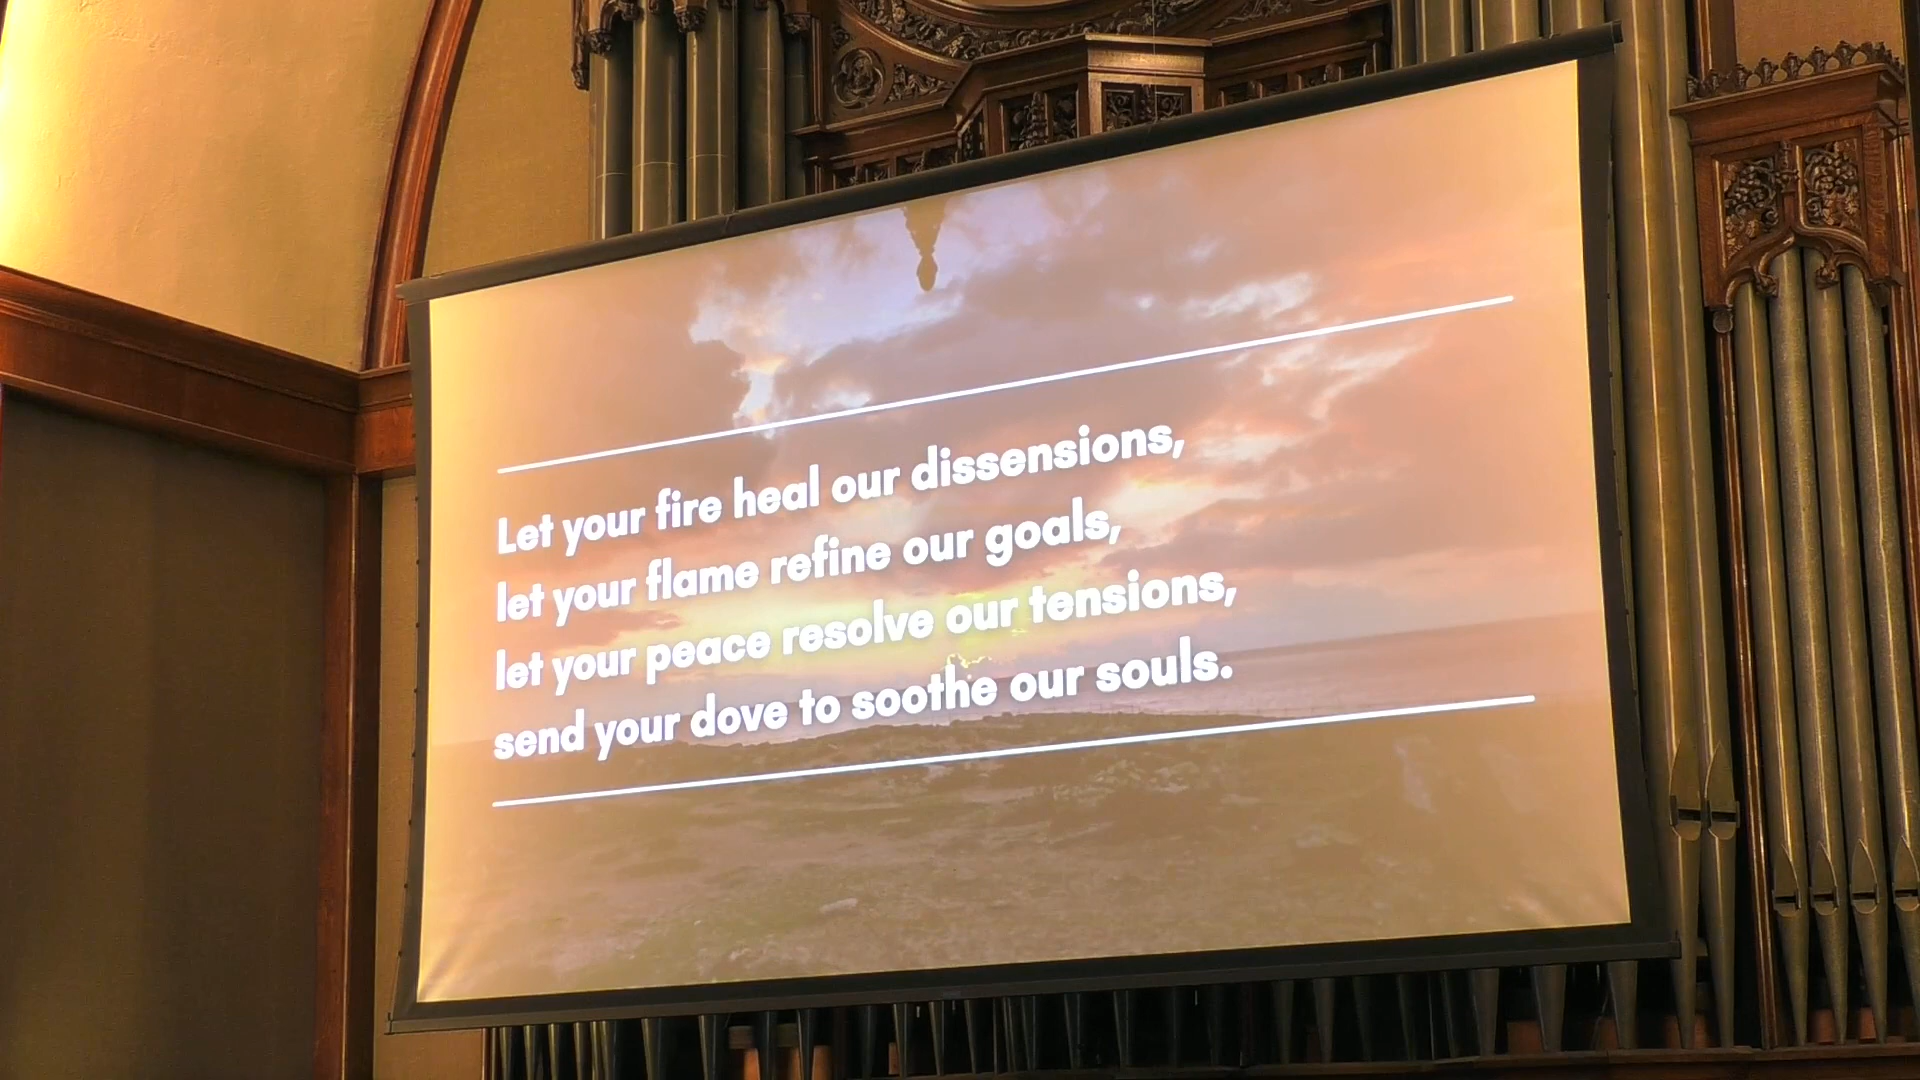 Let your fire heal our dissensions,
let your flame refine our goals,
let your peace resolve our tensions,
send your dove to soothe our souls.